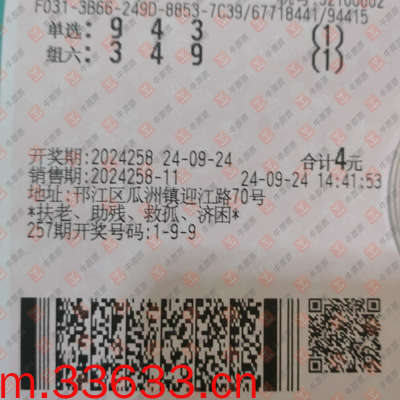 F031-3B66-249D-8853-7C39/67718441/94415
单选: 9 4 3 (1)
组六: 3 4 9 (1)
开奖期:2024258 24-09-24 合计4元
销售期:2024258-11 24-09-24 14:41:53
地址:邗江区瓜洲镇迎江路70号
*扶老、助残、救孤、济困*
257期开奖号码:1-9-9
m.33633.cn